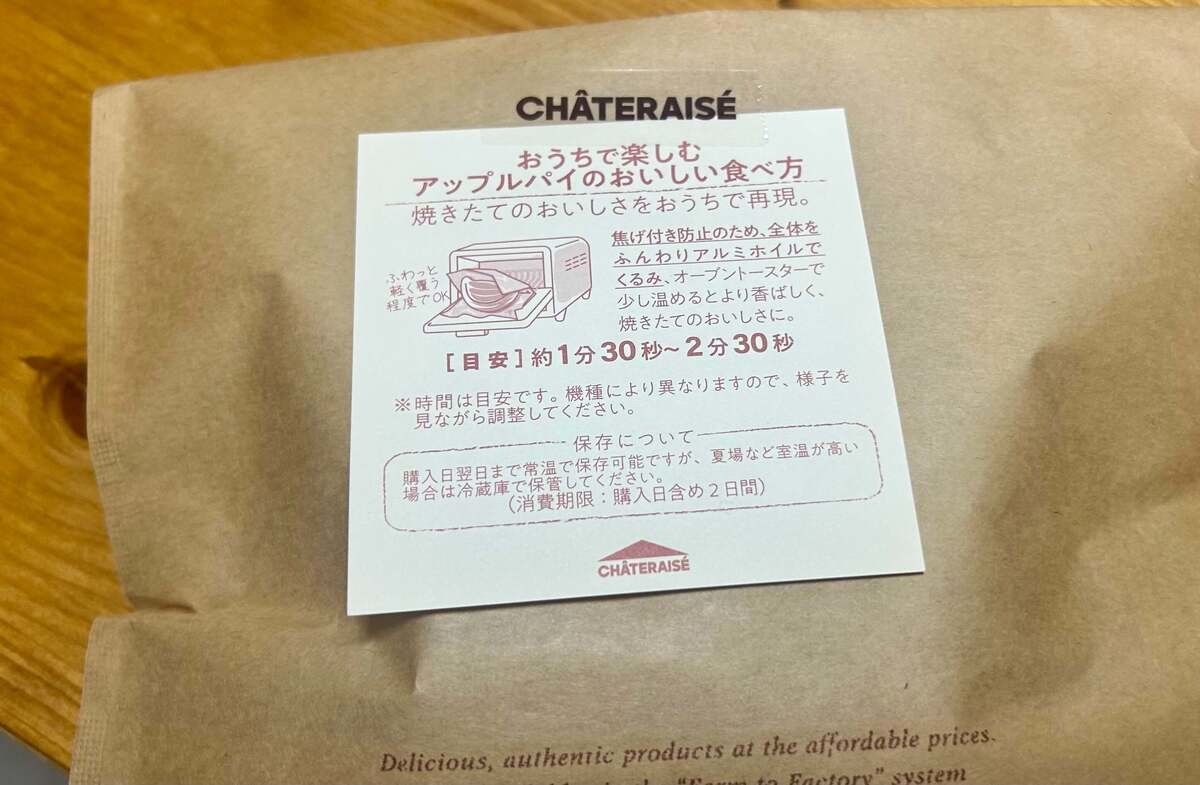 CHÂTERAISÉ
おうちで楽しむ
アップルパイのおいしい食べ方
焼きたてのおいしさをおうちで再現。
ふわっと
軽く覆う
程度でOK
焦げ付き防止のため、全体を
ふんわりアルミホイルで
くるみ、オーブントースターで
少し温めるとより香ばしく、
焼きたてのおいしさに。
[目安]約1分30秒~2分30秒
※時間は目安です。機種により異なりますので、様子を
見ながら調整してください。
保存について
購入日翌日まで常温で保存可能ですが、夏場など室温が高い
場合は冷蔵庫で保管してください。
(消費期限:購入日含め2日間)
CHÂTERAISÉ
Delicious, authentic products at the affordable prices.
the "Farm to Factory" system